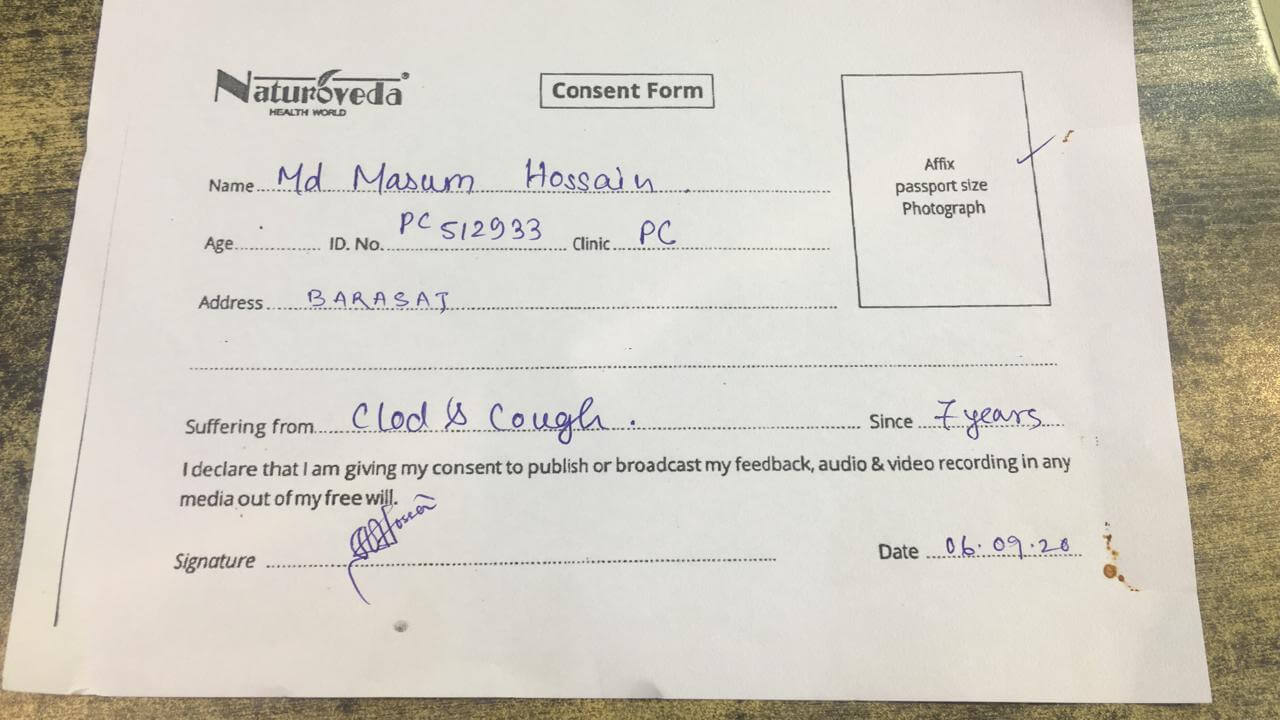 Naturoveda®
HEALTH WORLD
Consent Form
Affix
passport size
Photograph
Name Md Masum Hossain.
Age ID. No. PC 512933 Clinic PC
Address BARASAT
Suffering from Clod & Cough. Since 7 years
I declare that I am giving my consent to publish or broadcast my feedback, audio & video recording in any
media out of my free will.
Signature Hossain
Date 06.09.20